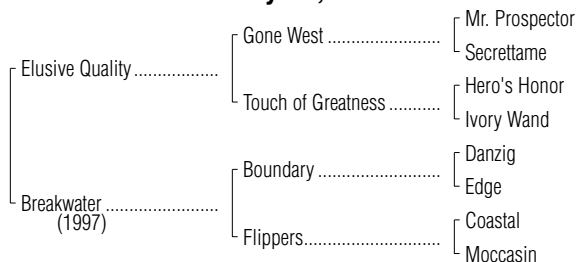 Mr. Prospector
Gone West ........................
Secrettame
Elusive Quality ..................
Hero's Honor
Touch of Greatness ...........
Ivory Wand
Danzig
Boundary ..........................
Edge
Breakwater ........................
(1997)
Coastal
Flippers.............................
Moccasin